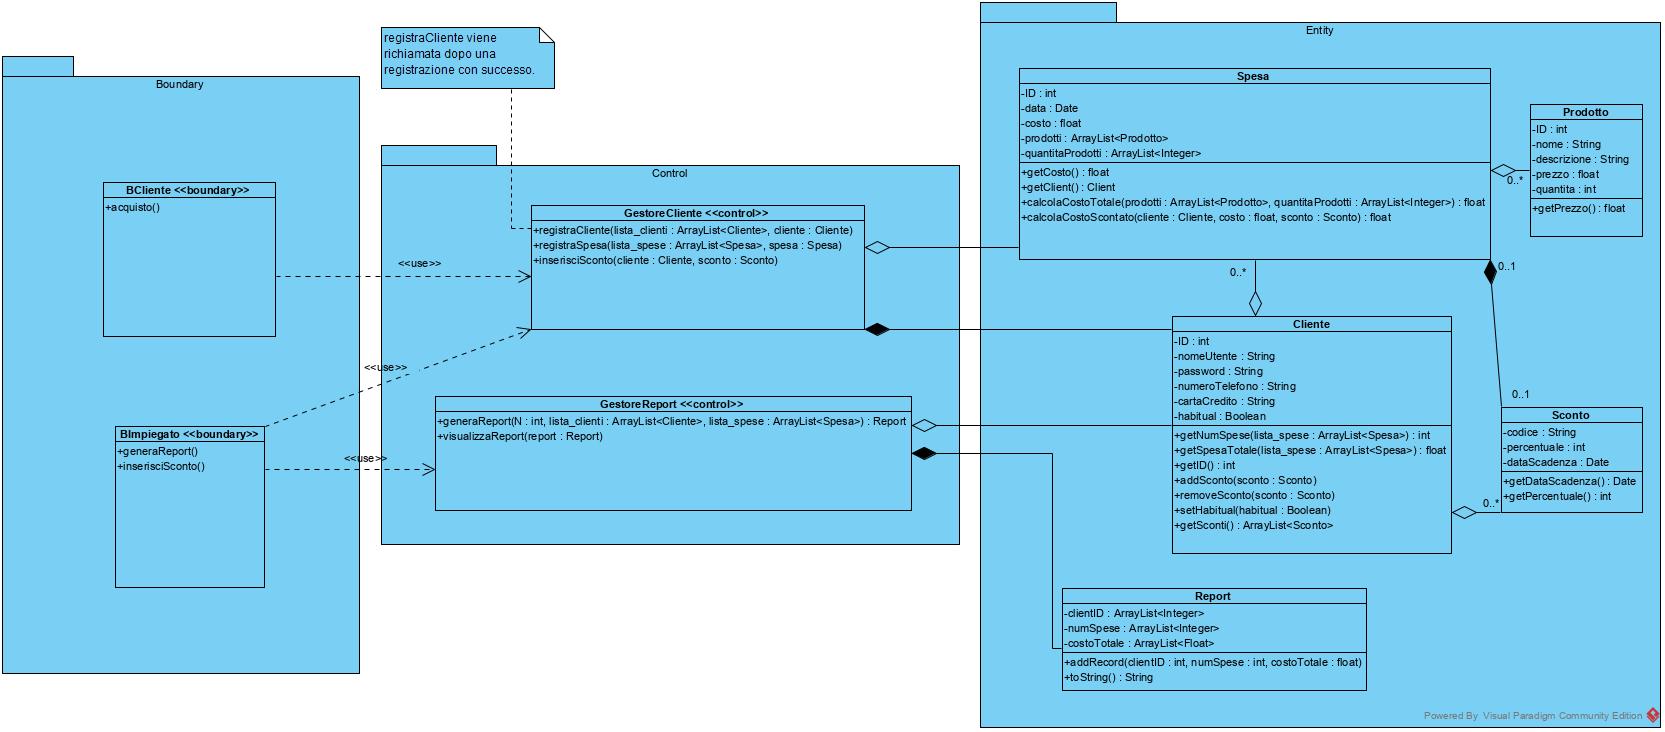 registraCliente viene
richiamata dopo una
registrazione con successo.
Boundary
BCliente <<boundary>>
+acquisto()
<<use>>
<<use>>
BImpiegato <<boundary>>
+generaReport()
+inserisciSconto()
<<use>>
Control
GestoreCliente <<control>>
+registraCliente(lista_clienti : ArrayList<Cliente>, cliente : Cliente)
+registraSpesa(lista_spese : ArrayList<Spesa>, spesa : Spesa)
+inserisciSconto(cliente : Cliente, sconto : Sconto)
GestoreReport <<control>>
+generaReport(N : int, lista_clienti : ArrayList<Cliente>, lista_spese : ArrayList<Spesa>) : Report
+visualizzaReport(report : Report)
Entity
Spesa
-ID : int
-data : Date
-costo : float
-prodotti : ArrayList<Prodotto>
-quantitaProdotti : ArrayList<Integer>
+getCosto() : float
+getClient() : Client
+calcolaCostoTotale(prodotti : ArrayList<Prodotto>, quantitaProdotti : ArrayList<Integer>) : float
+calcolaCostoScontato(cliente : Cliente, costo : float, sconto : Sconto) : float
0..*
Prodotto
-ID : int
-nome : String
-descrizione : String
-prezzo : float
-quantita : int
+getPrezzo() : float
0..*
0..1
Cliente
-ID : int
-nomeUtente : String
-password : String
-numeroTelefono : String
-cartaCredito : String
-habitual : Boolean
+getNumSpese(lista_spese : ArrayList<Spesa>) : int
+getSpesaTotale(lista_spese : ArrayList<Spesa>) : float
+getID() : int
+addSconto(sconto : Sconto)
+removeSconto(sconto : Sconto)
+setHabitual(habitual : Boolean)
+getSconti() : ArrayList<Sconto>
0..1
Sconto
-codice : String
-percentuale : int
-dataScadenza : Date
+getDataScadenza() : Date
+getPercentuale() : int
0..*
Report
-clientID : ArrayList<Integer>
-numSpese : ArrayList<Integer>
-costoTotale : ArrayList<Float>
+addRecord(clientID : int, numSpese : int, costoTotale : float)
+toString() : String
Powered By Visual Paradigm Community Edition